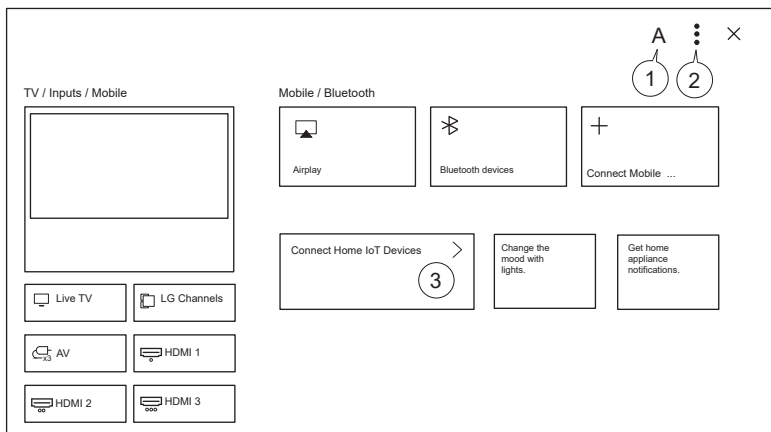 A
1
2
TV / Inputs / Mobile
Mobile / Bluetooth
Airplay
Bluetooth devices
Connect Mobile ...
Connect Home IoT Devices
3
Change the
mood with
lights.
Get home
appliance
notifications.
Live TV
LG Channels
x3 AV
HDMI 1
HDMI 2
HDMI 3